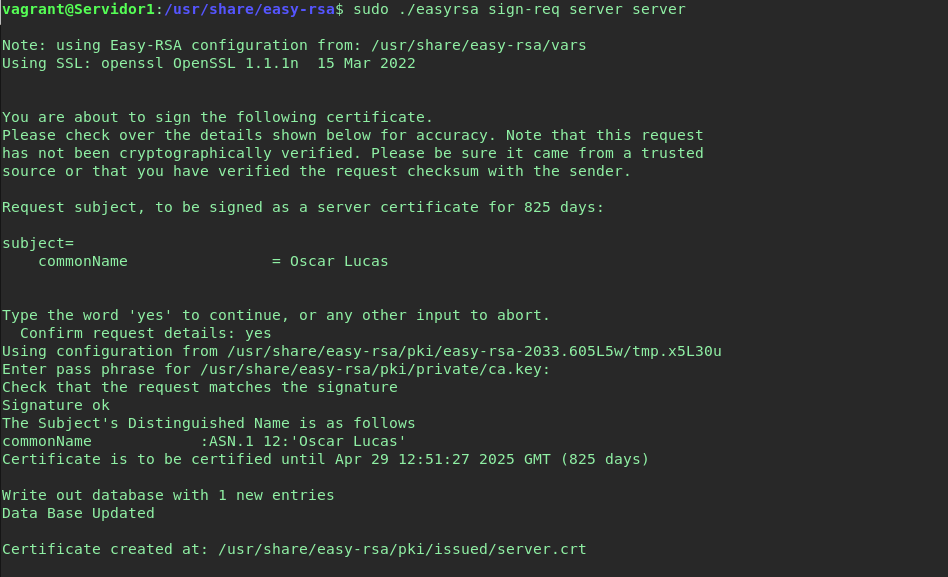 vagrant@Servidor1:/usr/share/easy-rsa$ sudo ./easyrsa sign-req server server
Note: using Easy-RSA configuration from: /usr/share/easy-rsa/vars
Using SSL: openssl OpenSSL 1.1.1n  15 Mar 2022
You are about to sign the following certificate.
Please check over the details shown below for accuracy. Note that this request
has not been cryptographically verified. Please be sure it came from a trusted
source or that you have verified the request checksum with the sender.
Request subject, to be signed as a server certificate for 825 days:
subject=
    commonName                = Oscar Lucas
Type the word 'yes' to continue, or any other input to abort.
  Confirm request details: yes
Using configuration from /usr/share/easy-rsa/pki/easy-rsa-2033.605L5w/tmp.x5L30u
Enter pass phrase for /usr/share/easy-rsa/pki/private/ca.key:
Check that the request matches the signature
Signature ok
The Subject's Distinguished Name is as follows
commonName            :ASN.1 12:'Oscar Lucas'
Certificate is to be certified until Apr 29 12:51:27 2025 GMT (825 days)
Write out database with 1 new entries
Data Base Updated
Certificate created at: /usr/share/easy-rsa/pki/issued/server.crt